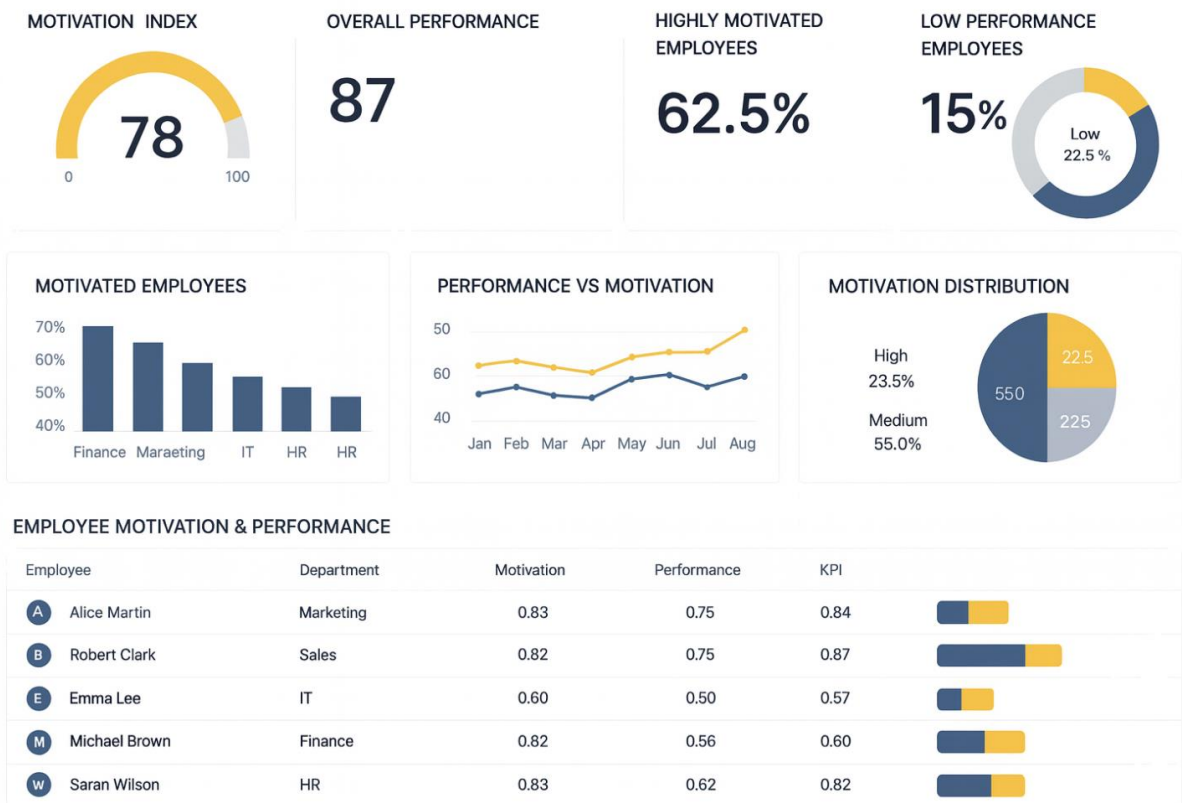 MOTIVATION INDEX
78
0 100
OVERALL PERFORMANCE
87
HIGHLY MOTIVATED
EMPLOYEES
62.5%
LOW PERFORMANCE
EMPLOYEES
15%
Low
22.5 %
MOTIVATED EMPLOYEES
70%
60%
50%
40%
Finance Maraeting IT HR HR
PERFORMANCE VS MOTIVATION
50
60
40
Jan Feb Mar Apr May Jun Jul Aug
MOTIVATION DISTRIBUTION
High
23.5%
Medium
55.0%
550
22.5
225
EMPLOYEE MOTIVATION & PERFORMANCE
Employee Department Motivation Performance KPI
A Alice Martin Marketing 0.83 0.75 0.84
B Robert Clark Sales 0.82 0.75 0.87
E Emma Lee IT 0.60 0.50 0.57
M Michael Brown Finance 0.82 0.56 0.60
W Saran Wilson HR 0.83 0.62 0.82